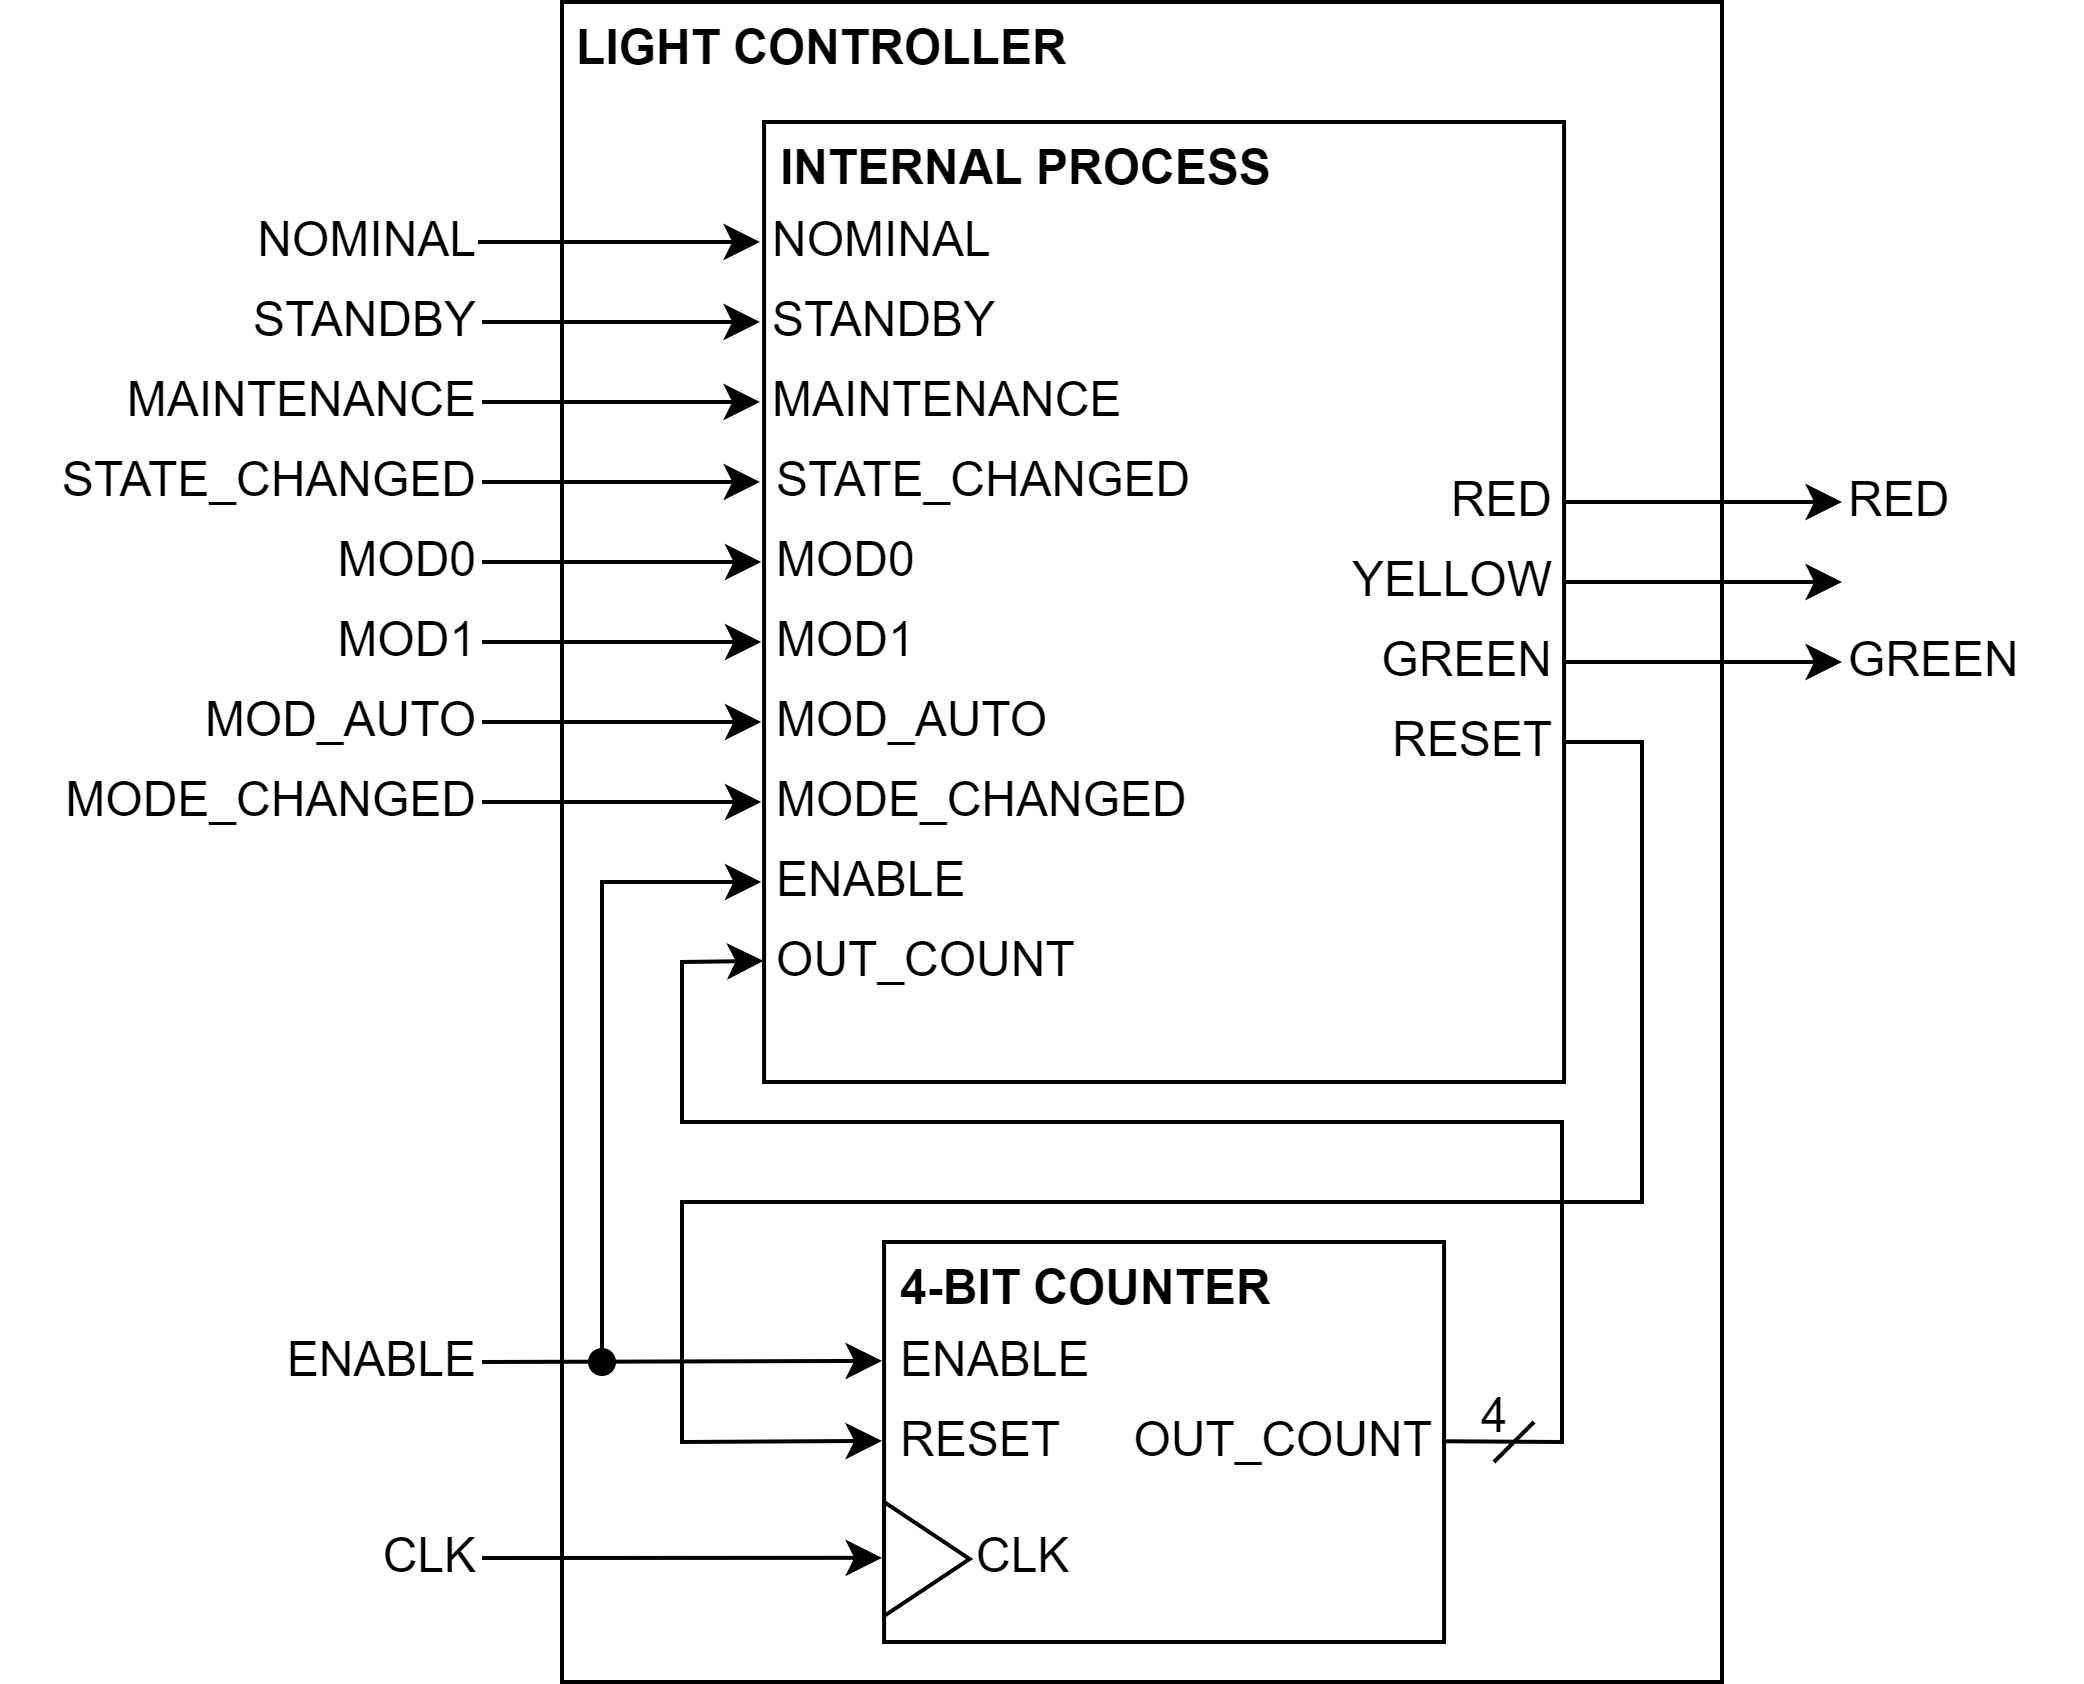 LIGHT CONTROLLER
INTERNAL PROCESS
NOMINAL NOMINAL
STANDBY STANDBY
MAINTENANCE MAINTENANCE
STATE_CHANGED STATE_CHANGED
RED RED
MOD0 MOD0
YELLOW
MOD1 MOD1
GREEN GREEN
MOD_AUTO MOD_AUTO
RESET
MODE_CHANGED MODE_CHANGED
ENABLE
OUT_COUNT
4-BIT COUNTER
ENABLE ENABLE
4
RESET OUT_COUNT
CLK CLK